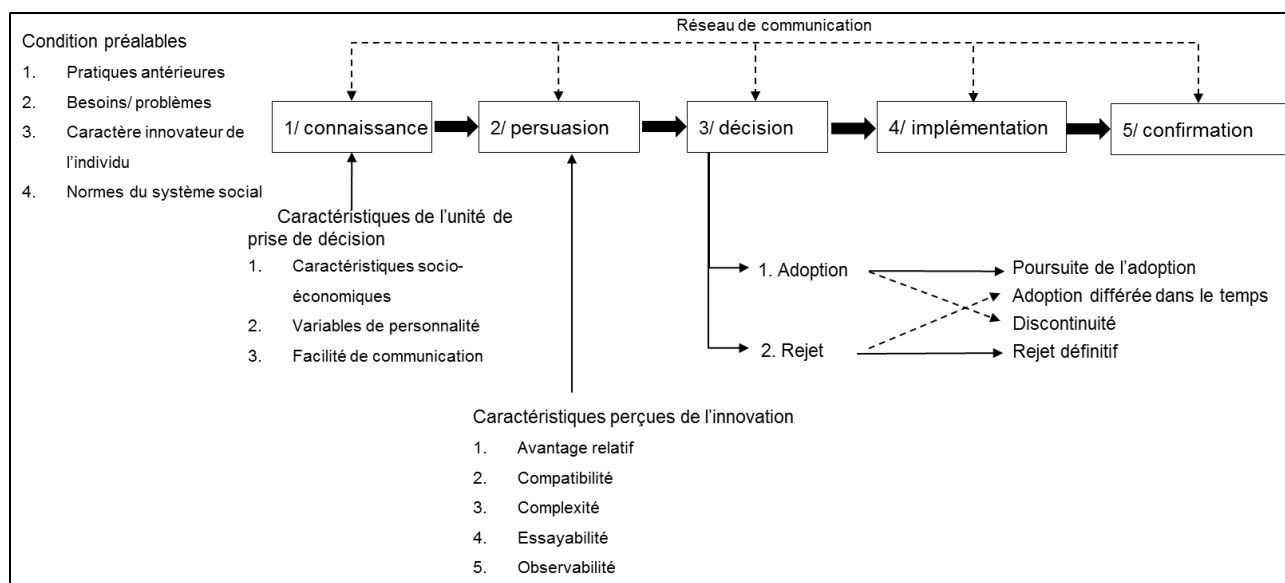 Réseau de communication
Condition préalables
1. Pratiques antérieures
2. Besoins/ problèmes
3. Caractère innovateur de
l’individu
4. Normes du système social
1/ connaissance
2/ persuasion
3/ décision
4/ implémentation
5/ confirmation
Caractéristiques de l’unité de
prise de décision
1. Caractéristiques socio-
économiques
2. Variables de personnalité
3. Facilité de communication
1. Adoption
2. Rejet
Poursuite de l’adoption
Adoption différée dans le temps
Discontinuité
Rejet définitif
Caractéristiques perçues de l’innovation
1. Avantage relatif
2. Compatibilité
3. Complexité
4. Essayabilité
5. Observabilité